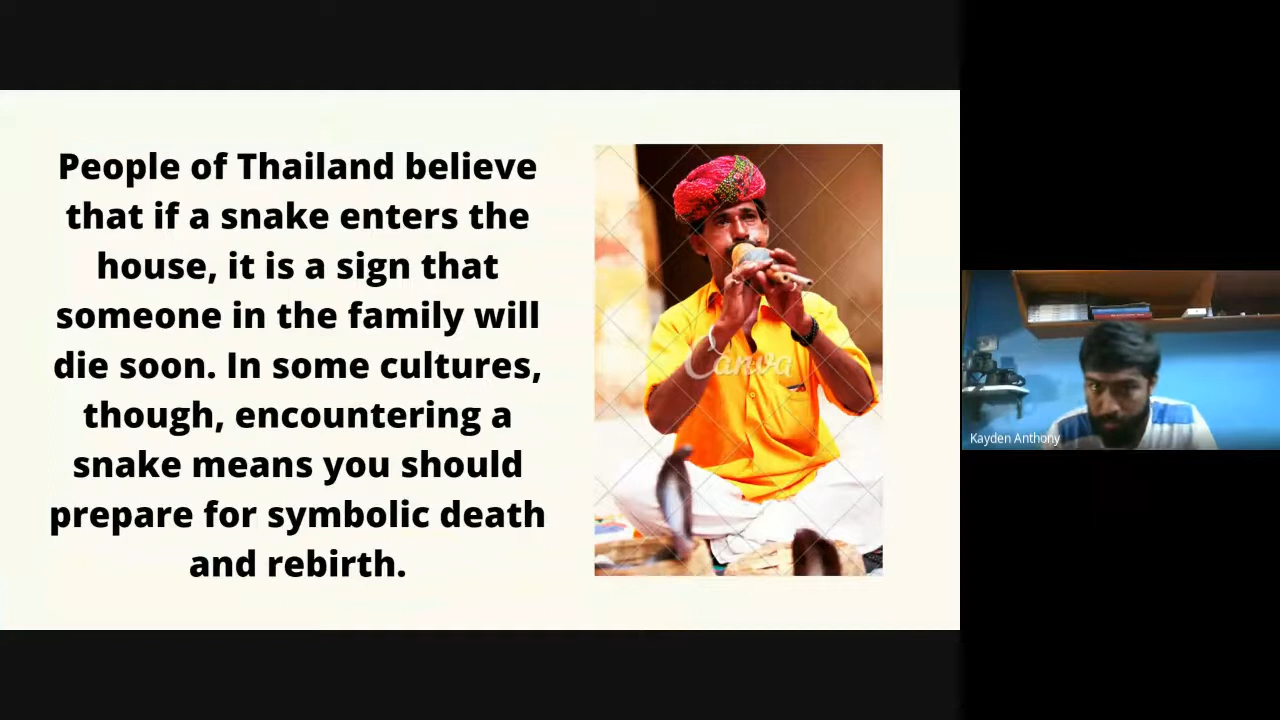 People of Thailand believe
that if a snake enters the
house, it is a sign that
someone in the family will
die soon. In some cultures,
though, encountering a
snake means you should
prepare for symbolic death
and rebirth.
Canva
Kayden Anthony